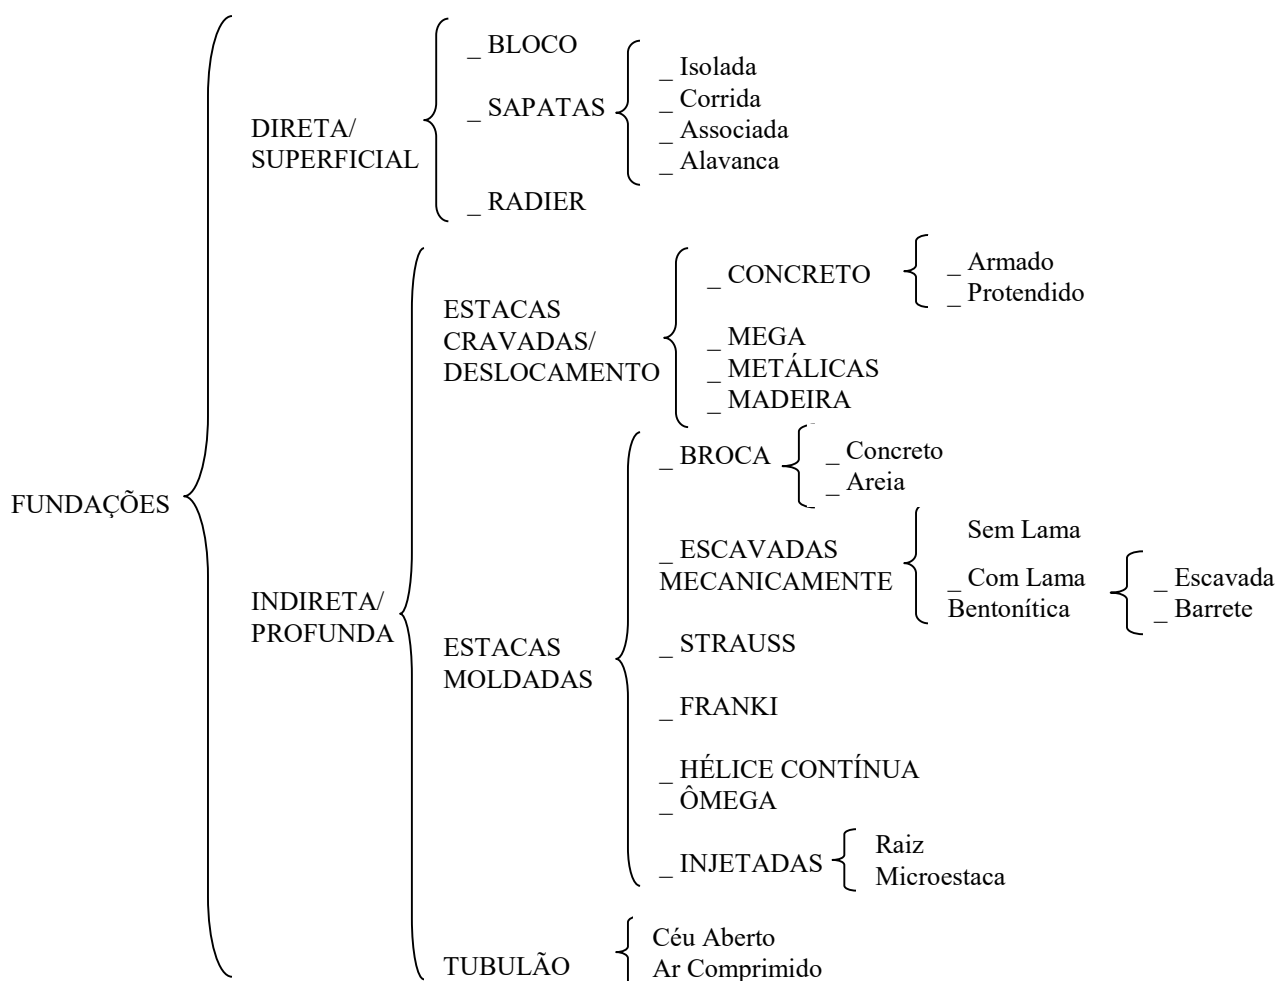 _ BLOCO
_ SAPATAS
_ Isolada
_ Corrida
_ Associada
_ Alavanca
DIRETA/
SUPERFICIAL
_ RADIER
ESTACAS
CRAVADAS/
DESLOCAMENTO
_ CONCRETO
_ Armado
_ Protendido
_ MEGA
_ METÁLICAS
_ MADEIRA
FUNDAÇÕES
INDIRETA/
PROFUNDA
ESTACAS
MOLDADAS
_ BROCA
_ Concreto
_ Areia
_ ESCAVADAS
MECANICAMENTE
Sem Lama
_ Com Lama
Bentonítica
_ Escavada
_ Barrete
_ STRAUSS
_ FRANKI
_ HÉLICE CONTÍNUA
_ ÔMEGA
_ INJETADAS
Raiz
Microestaca
TUBULÃO
Céu Aberto
Ar Comprimido